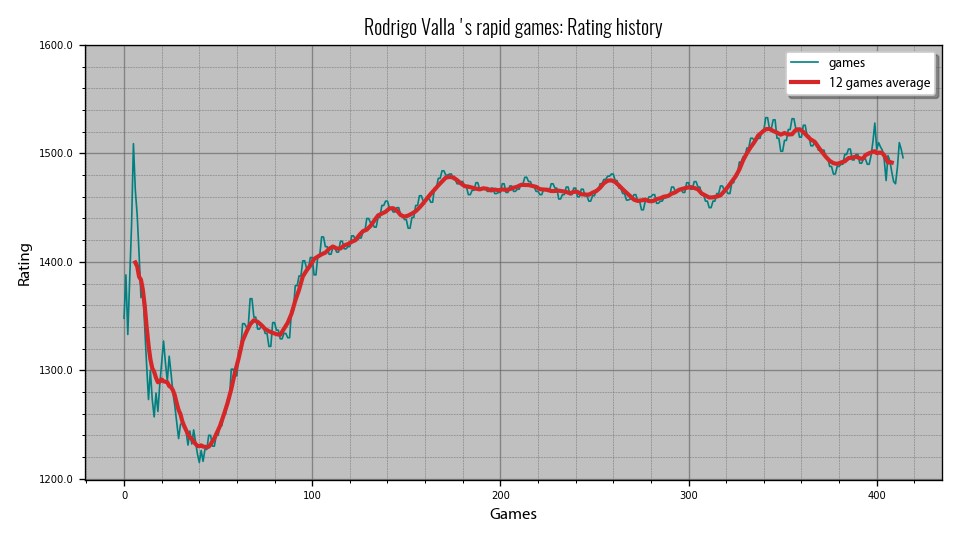 Rodrigo Valla 's rapid games: Rating history
1600.0
games
12 games average
1500.0
1400.0
1300.0
1200.0
Rating
0
100
200
300
400
Games